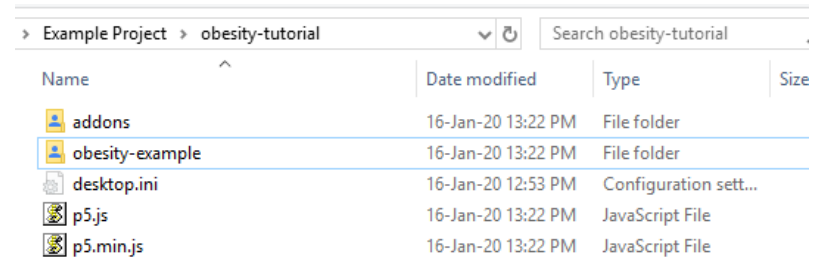 Example Project > obesity-tutorial Search obesity-tutorial
Name Date modified Type Size
addons 16-Jan-20 13:22 PM File folder
obesity-example 16-Jan-20 13:22 PM File folder
desktop.ini 16-Jan-20 12:53 PM Configuration sett...
p5.js 16-Jan-20 13:22 PM JavaScript File
p5.min.js 16-Jan-20 13:22 PM JavaScript File